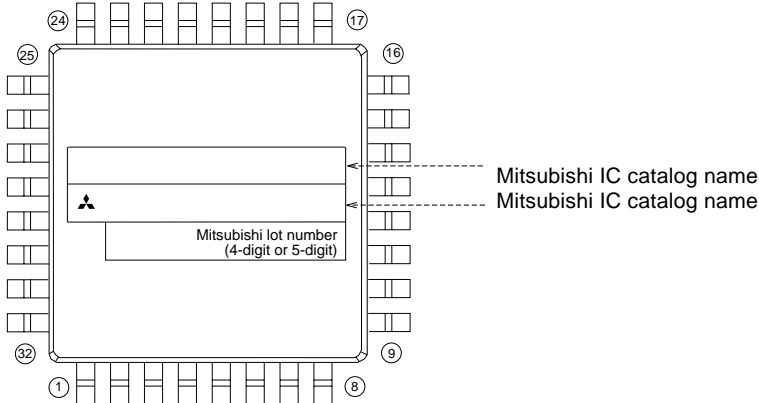 24
17
25
16
Mitsubishi IC catalog name
Mitsubishi IC catalog name
Mitsubishi lot number
(4-digit or 5-digit)
32
9
1
8